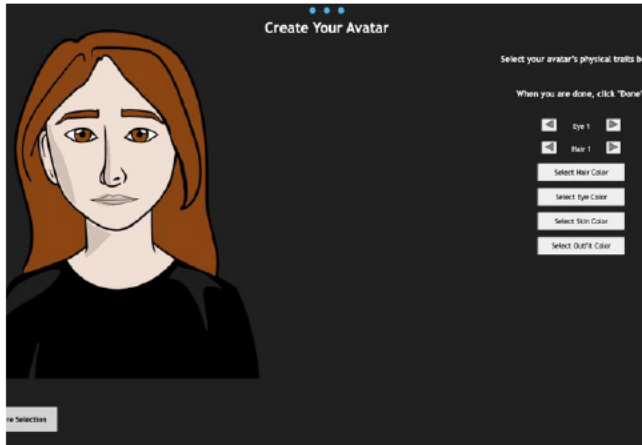 Create Your Avatar
Select your avatar's physical traits b
When you are done, click "Done"
Eye 1
Hair 1
Select Hair Color
Select Eye Color
Select Skin Color
Select Outfit Color
re Selection